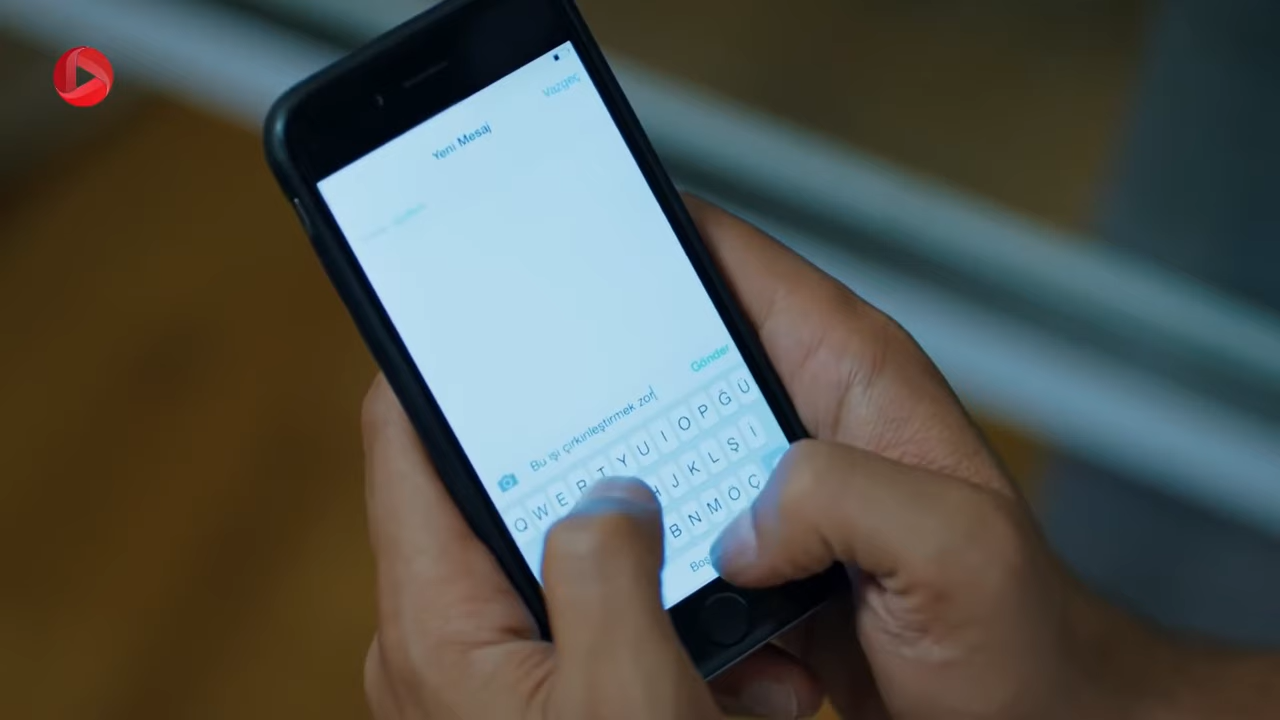 Vazgeç
Yeni Mesaj
Gönder
Bu işi çirkinleştirmek zor
Q W E R T Y U I O P Ğ Ü
H J K L Ş İ
B N M Ö Ç